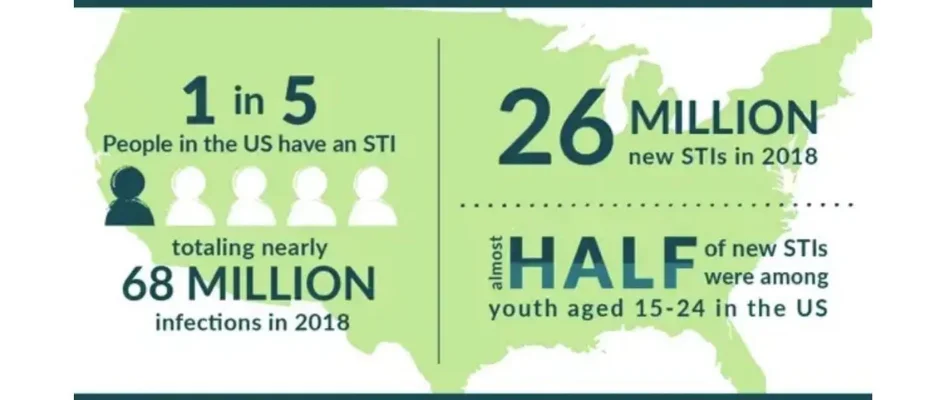 1 in 5
People in the US have an STI
totaling nearly
68 MILLION
infections in 2018
26 MILLION
new STIs in 2018
almost HALF of new STIs
were among
youth aged 15-24 in the US